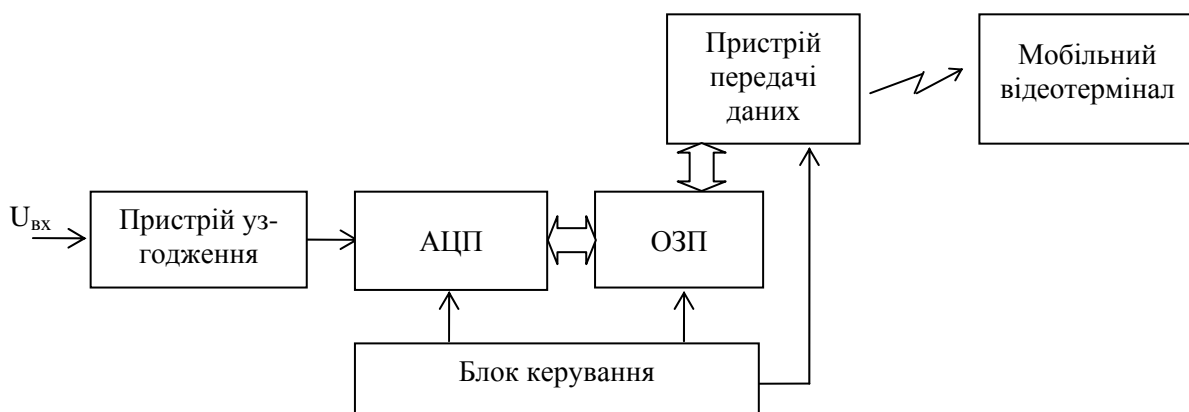 Пристрій
передачі
даних
Мобільний
відеотермінал
Uвх
Пристрій уз-
годження
АЦП
ОЗП
Блок керування